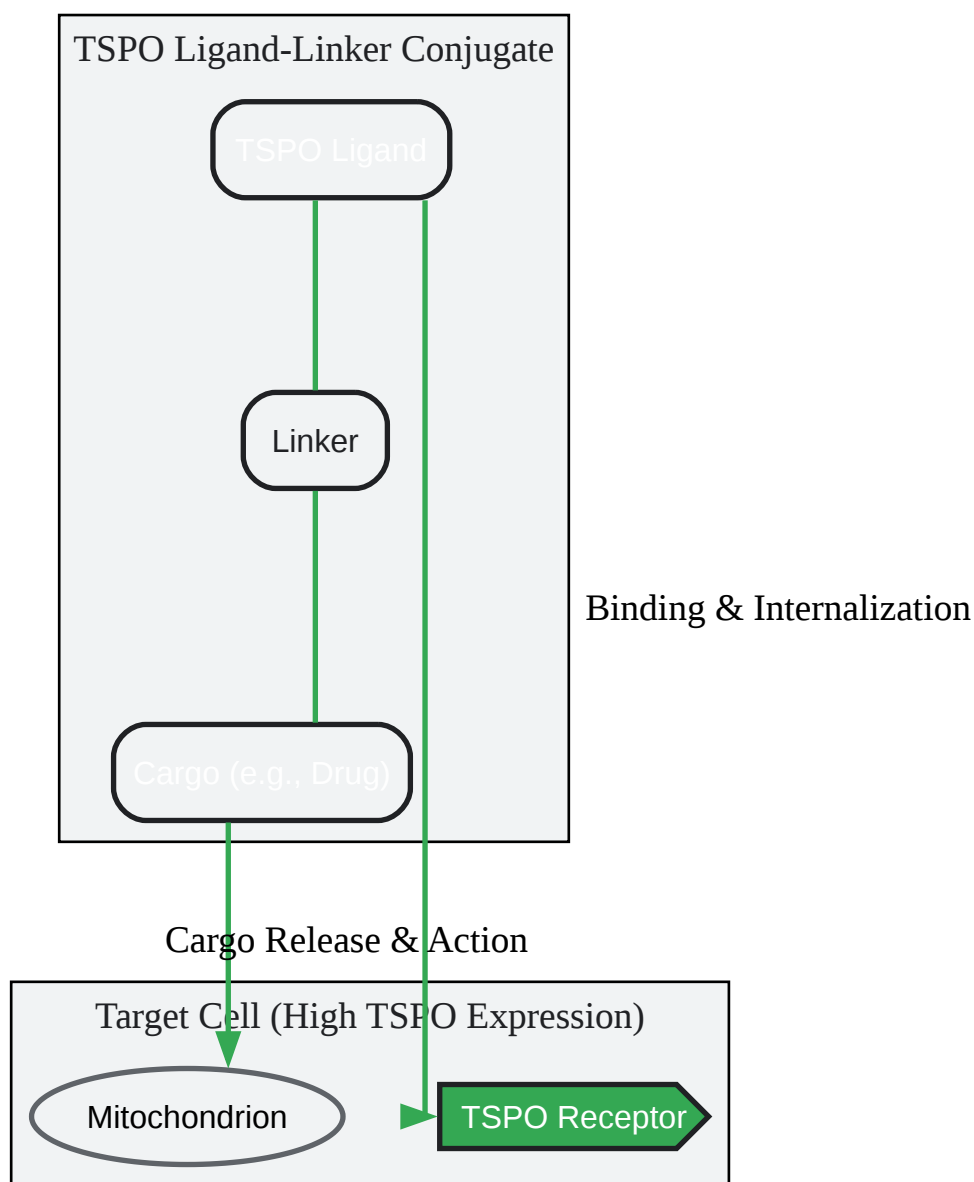 TSPO Ligand-Linker Conjugate
TSPO Ligand
Linker
Binding & Internalization
Cargo (e.g., Drug)
Cargo Release & Action
Target Cell (High TSPO Expression)
Mitochondrion
TSPO Receptor